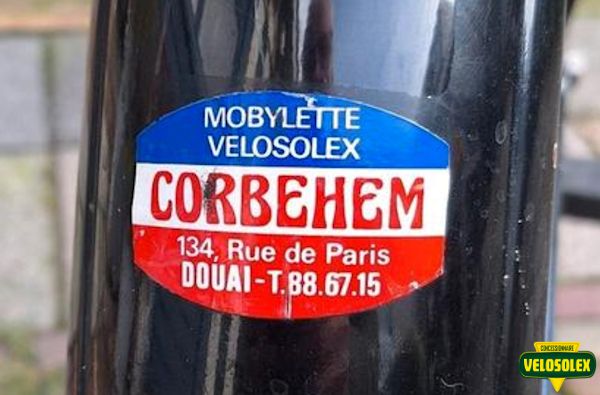 MOBYLETTE
VELOSOLEX
CORBEHEM
134, Rue de Paris
DOUAI - T. 88.67.15
CONCESSIONNAIRE
VELOSOLEX